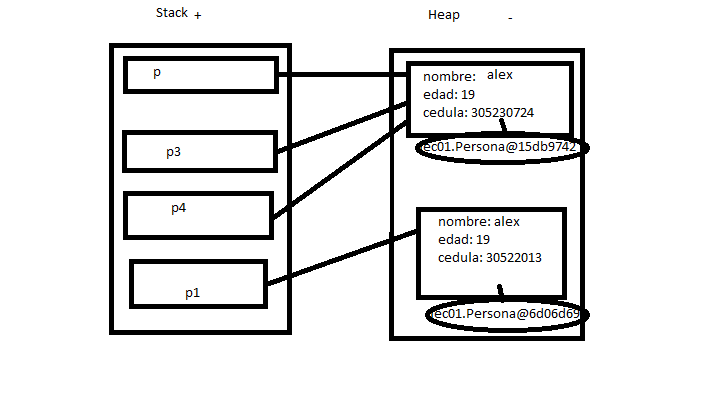 Stack +
Heap -
p
p3
p4
p1
nombre: alex
edad: 19
cedula: 305230724
ec01.Persona@15db9742
nombre: alex
edad: 19
cedula: 30522013
ec01.Persona@6d06d69